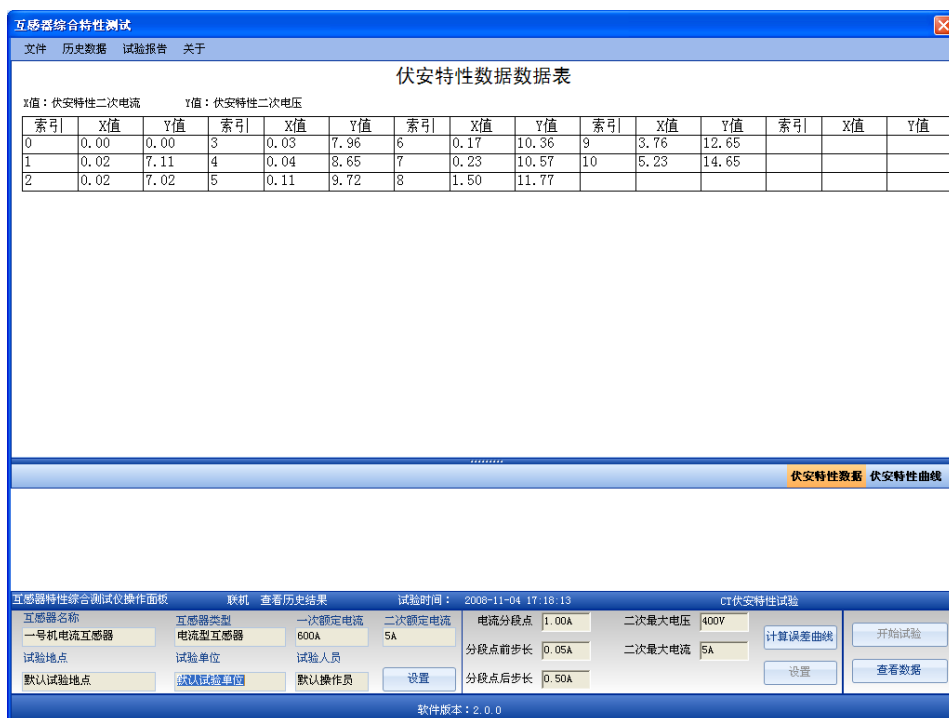 互感器综合特性测试
文件 历史数据 试验报告 关于
伏安特性数据数据表
X值：伏安特性二次电流 Y值：伏安特性二次电压
索引 X值 Y值 索引 X值 Y值 索引 X值 Y值 索引 X值 Y值 索引 X值 Y值
0 0.00 0.00 3 0.03 7.96 6 0.17 10.36 9 3.76 12.65
1 0.02 7.11 4 0.04 8.65 7 0.23 10.57 10 5.23 14.65
2 0.02 7.02 5 0.11 9.72 8 1.50 11.77
伏安特性数据 伏安特性曲线
互感器特性综合测试仪操作面板 联机 查看历史结果 试验时间： 2008-11-04 17:18:13 CT伏安特性试验
互感器名称 互感器类型 一次额定电流 二次额定电流 电流分段点 1.00A 二次最大电压 400V
一号机电流互感器 电流型互感器 600A 5A 计算误差曲线 开始试验
试验地点 试验单位 试验人员 分段点前步长 0.05A 二次最大电流 5A
默认试验地点 默认试验单位 默认操作员 设置 分段点后步长 0.50A 设置 查看数据
软件版本：2.0.0